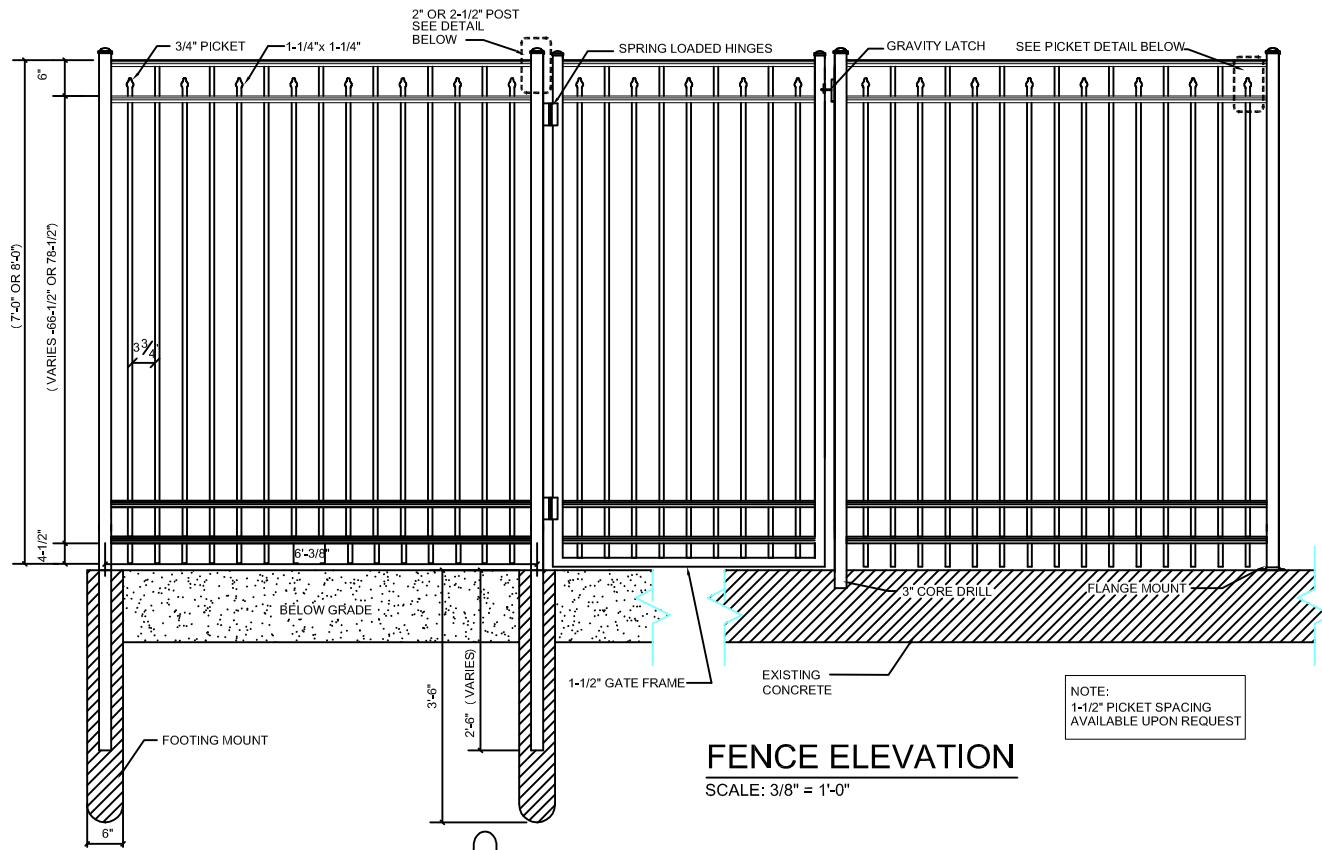 2" OR 2-1/2" POST
SEE DETAIL
BELOW
3/4" PICKET
1-1/4"x 1-1/4"
SPRING LOADED HINGES
GRAVITY LATCH
SEE PICKET DETAIL BELOW
6"
(7'-0" OR 8'-0")
(VARIES -66-1/2" OR 78-1/2")
3 3/4"
4-1/2"
6'-3/8"
BELOW GRADE
3" CORE DRILL
FLANGE MOUNT
3'-6"
2'-6" (VARIES)
1-1/2" GATE FRAME
EXISTING
CONCRETE
NOTE:
1-1/2" PICKET SPACING
AVAILABLE UPON REQUEST
FOOTING MOUNT
FENCE ELEVATION
SCALE: 3/8" = 1'-0"
6"